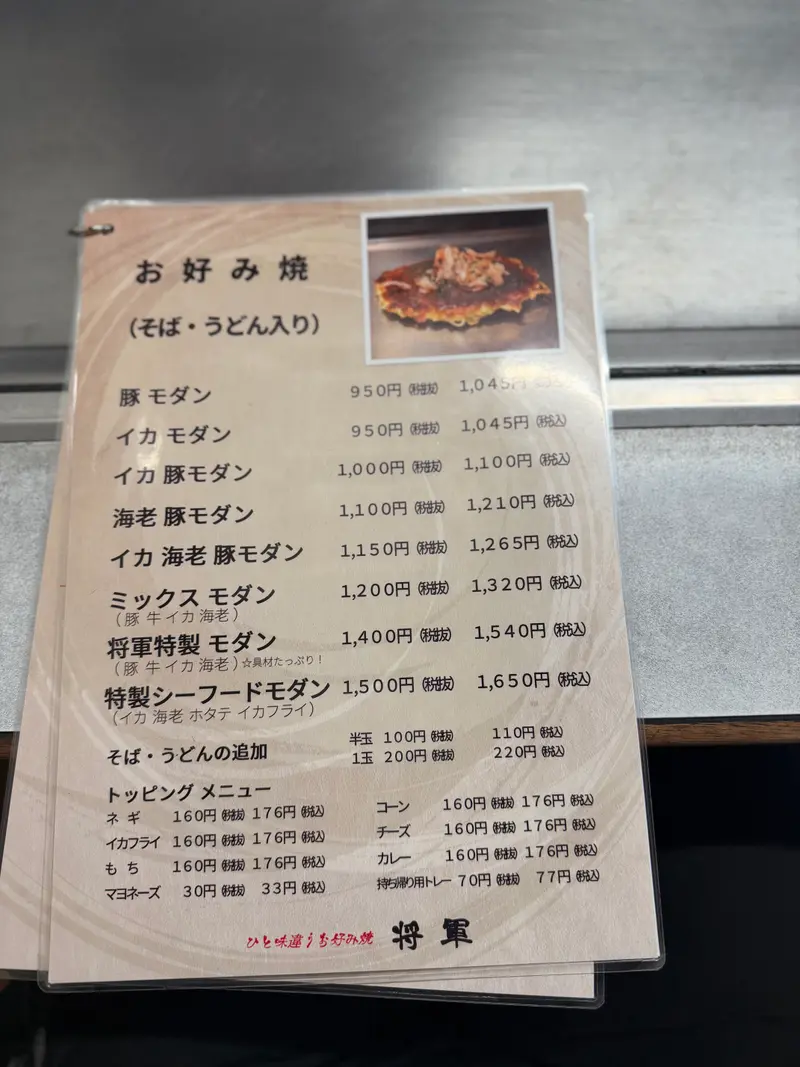 お好み焼
（そば・うどん入り）
豚 モダン 950円（税抜） 1,045円
イカ モダン 950円（税抜） 1,045円（税込）
イカ 豚モダン 1,000円（税抜） 1,100円（税込）
海老 豚モダン 1,100円（税抜） 1,210円（税込）
イカ 海老 豚モダン 1,150円（税抜） 1,265円（税込）
ミックス モダン 1,200円（税抜） 1,320円（税込）
（豚 牛 イカ 海老）
将軍特製 モダン 1,400円（税抜） 1,540円（税込）
（豚 牛 イカ 海老）☆具材たっぷり！
特製シーフードモダン 1,500円（税抜） 1,650円（税込）
（イカ 海老 ホタテ イカフライ）
そば・うどんの追加 半玉 100円（税抜） 110円（税込）
1玉 200円（税抜） 220円（税込）
トッピング メニュー
ネギ 160円（税抜） 176円（税込）
イカフライ 160円（税抜） 176円（税込）
もち 160円（税抜） 176円（税込）
マヨネーズ 30円（税抜） 33円（税込）
コーン 160円（税抜） 176円（税込）
チーズ 160円（税抜） 176円（税込）
カレー 160円（税抜） 176円（税込）
持ち帰り用トレー 70円（税抜） 77円（税込）
ひと味違うお好み焼 将軍